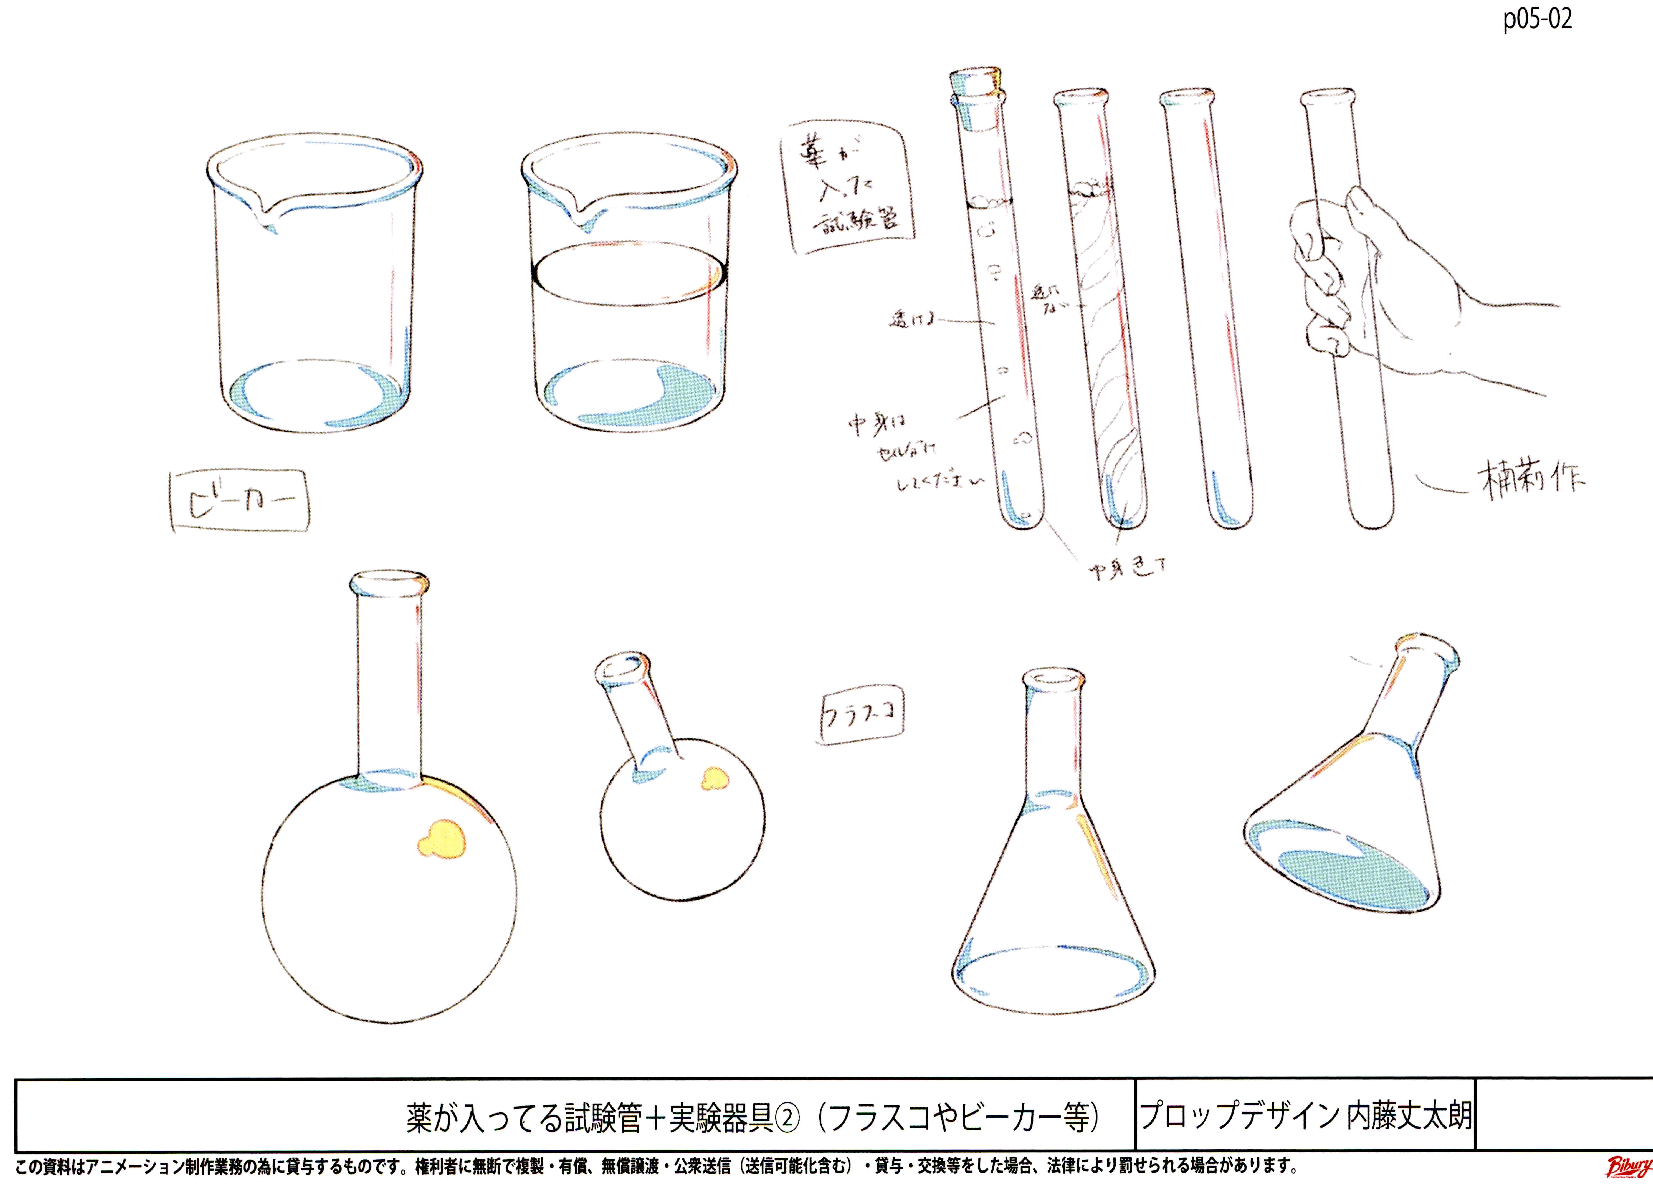 p05-02
薬が
入った
試験管
透ける
透け
ない
中身は
してください
中身色T
楠莉作
ビーカー
フラスコ
薬が入ってる試験管＋実験器具②（フラスコやビーカー等）
プロップデザイン 内藤丈太朗
この資料はアニメーション制作業務の為に貸与するものです。権利者に無断で複製・有償、無償譲渡・公衆送信（送信可能化含む）・貸与・交換等をした場合、法律により罰せられる場合があります。
Bibury